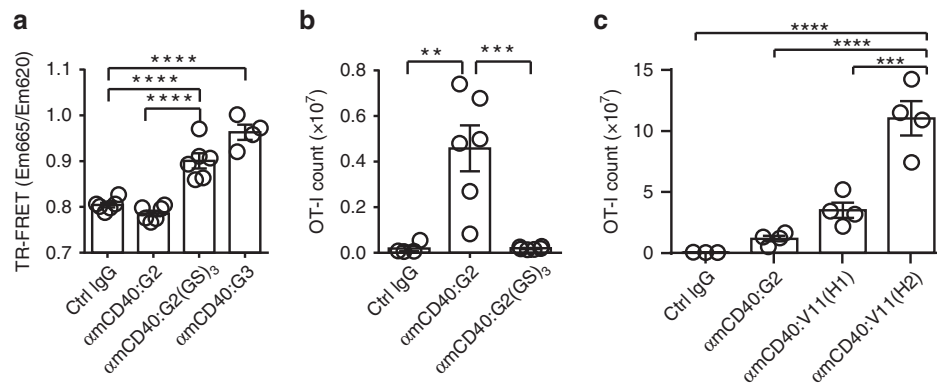 a
TR-FRET (Em665/Em620)
1.1
1.0
0.9
0.8
0.7
****
****
****
Ctrl IgG
αmCD40:G2
αmCD40:G2(GS)₃
αmCD40:G3
b
OT-I count (×10⁷)
0.8
0.6
0.4
0.2
0.0
**
***
Ctrl IgG
αmCD40:G2
αmCD40:G2(GS)₃
c
OT-I count (×10⁷)
15
10
5
0
****
****
***
Ctrl IgG
αmCD40:G2
αmCD40:V11(H1)
αmCD40:V11(H2)